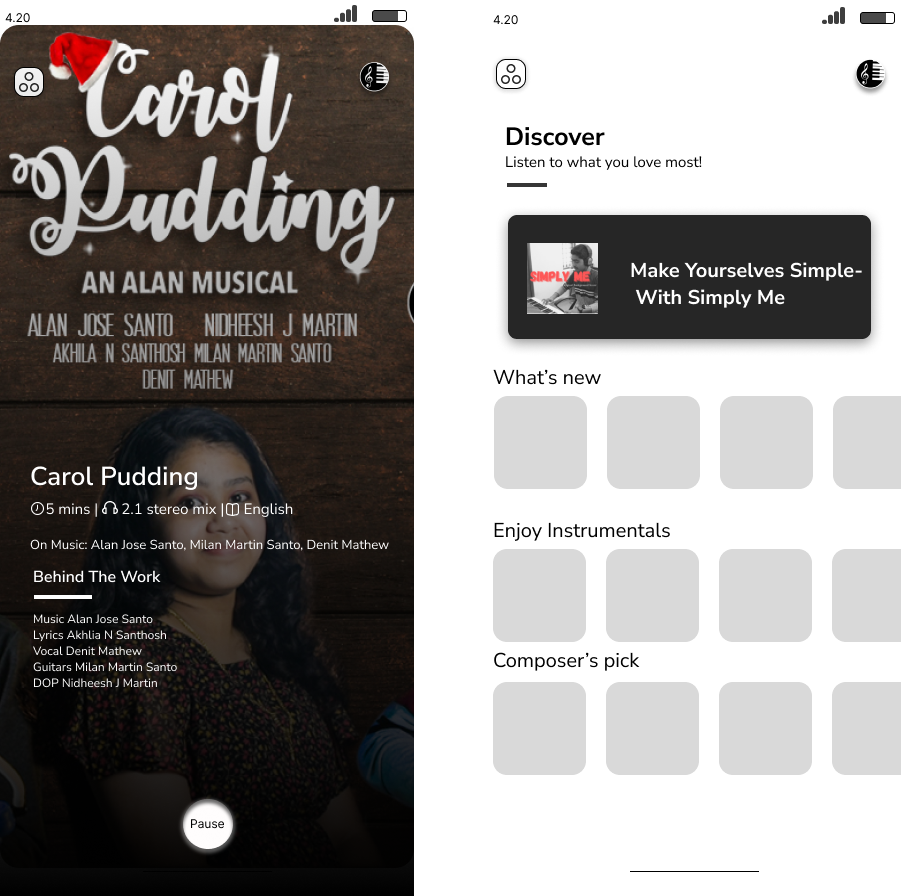 4.20
Carol
Pudding
AN ALAN MUSICAL
ALAN JOSE SANTO NIDHEESH J MARTIN
AKHILA N SANTHOSH MILAN MARTIN SANTO
DENIT MATHEW
Carol Pudding
5 mins | 2.1 stereo mix | English
On Music: Alan Jose Santo, Milan Martin Santo, Denit Mathew
Behind The Work
Music Alan Jose Santo
Lyrics Akhlia N Santhosh
Vocal Denit Mathew
Guitars Milan Martin Santo
DOP Nidheesh J Martin
Pause
4.20
Discover
Listen to what you love most!
SIMPLY ME
Make Yourselves Simple-
With Simply Me
What’s new
Enjoy Instrumentals
Composer’s pick